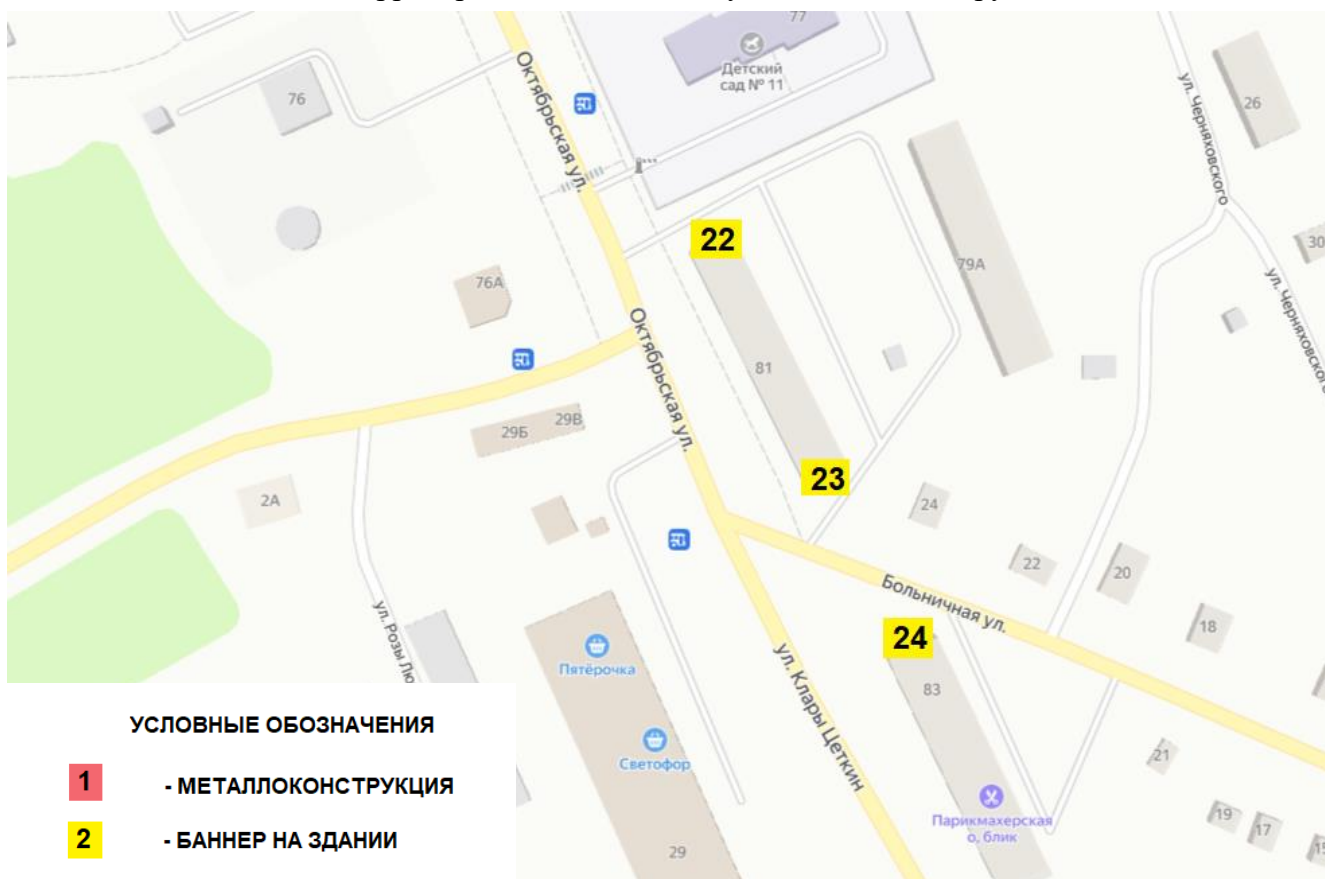 77
Детский
сад № 11
76
Октябрьская ул.
ул. Черняховского
26
22
30
79А
76А
ул. Черняховского
Октябрьская ул.
81
29Б
29В
23
2А
24
22
20
Больничная ул.
18
ул. Розы Лю
24
Пятёрочка
ул. Клары Цеткин
83
21
Светофор
Парикмахерская
о, блик
19
17
15
29
УСЛОВНЫЕ ОБОЗНАЧЕНИЯ
1 - МЕТАЛЛОКОНСТРУКЦИЯ
2 - БАННЕР НА ЗДАНИИ